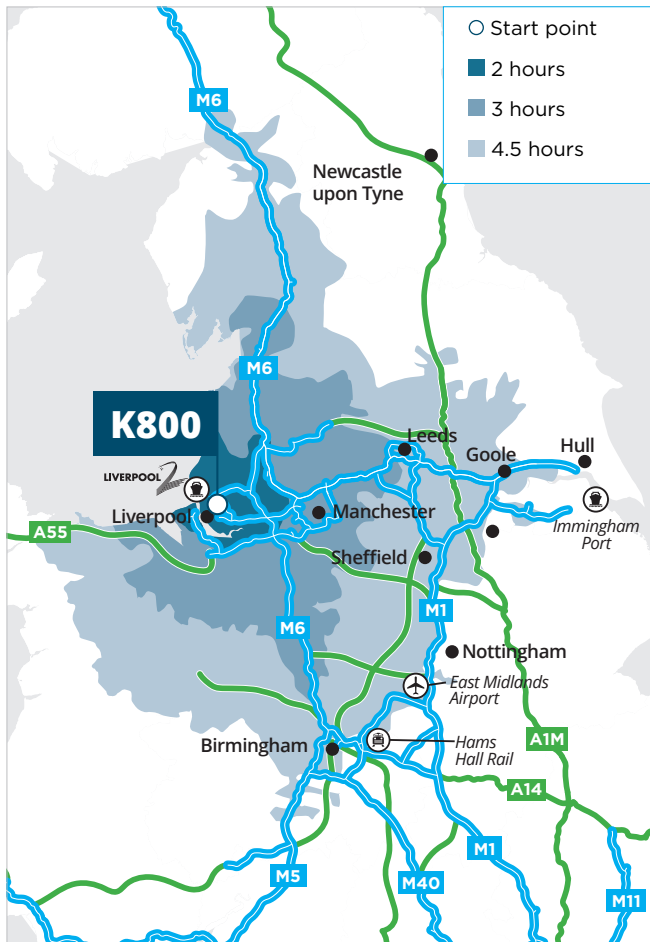 Start point
2 hours
3 hours
4.5 hours
M6
Newcastle
upon Tyne
M6
K800
LIVERPOOL2
Leeds
Goole
Hull
Liverpool
Manchester
A55
Immingham
Port
Sheffield
M1
M6
Nottingham
East Midlands
Airport
Birmingham
Hams
Hall Rail
A1M
A14
M5
M40
M1
M11